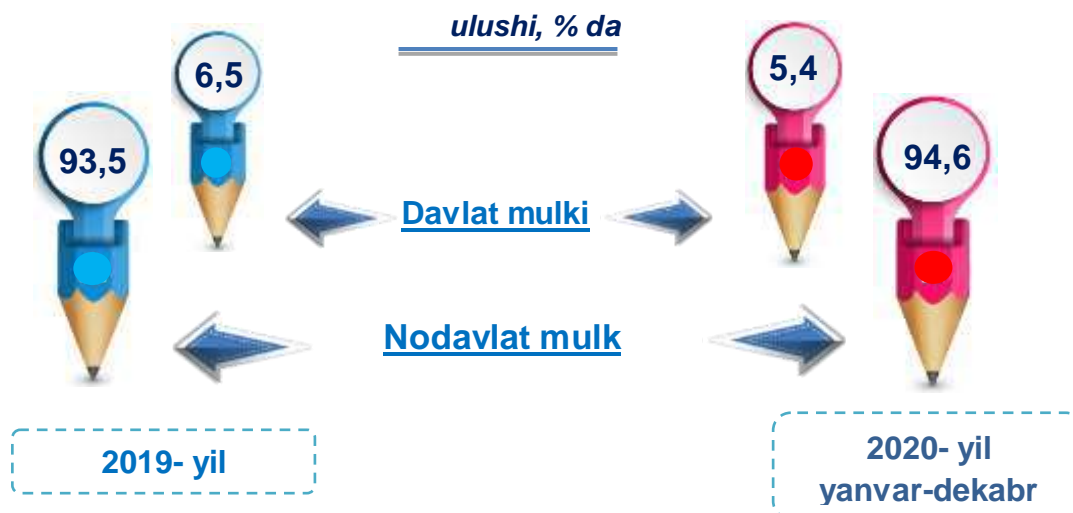 ulushi, % da
6,5
5,4
93,5
94,6
Davlat mulki
Nodavlat mulk
2019- yil
2020- yil
yanvar-dekabr